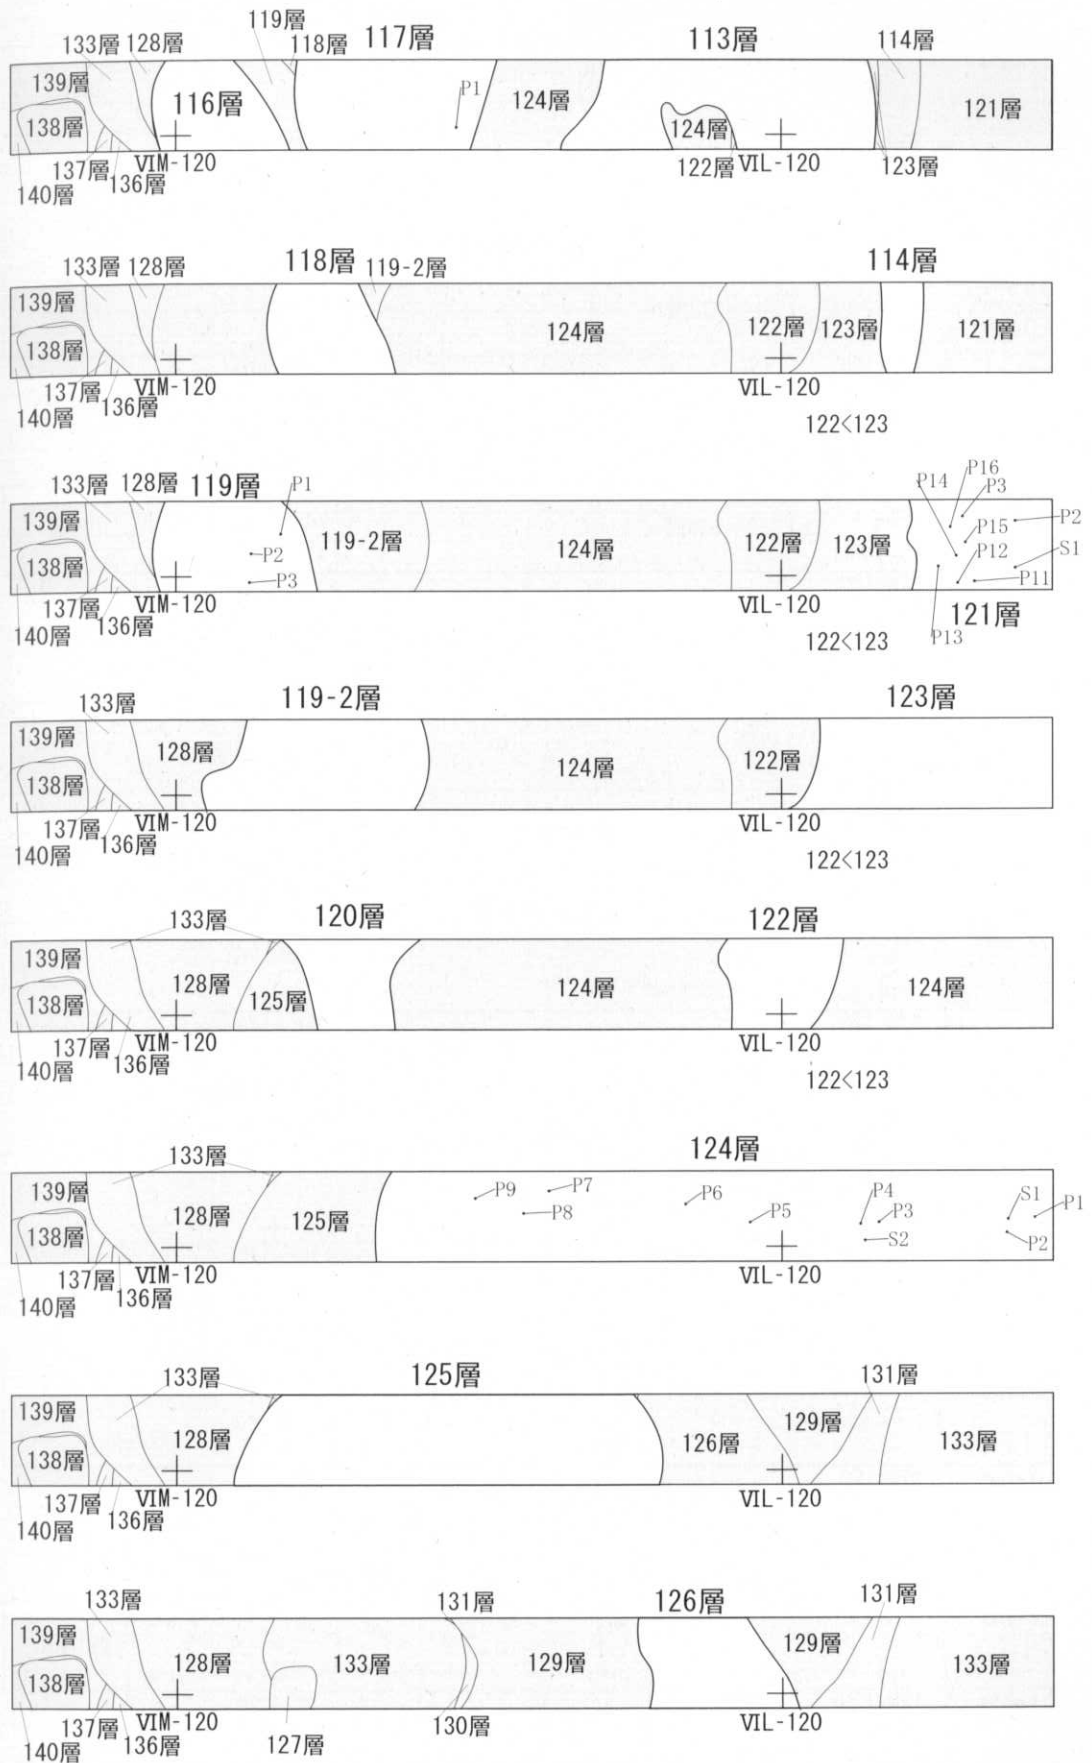 119層
133層 128層 118層 117層 113層 114層
139層 116層 P1 124層 121層
138層 124層
137層 VIM-120 122層 VIL-120 123層
140層 136層
118層 114層
133層 128層 119-2層
139層 124層 122層 123層 121層
138層
137層 VIM-120 VIL-120
140層 136層 122<123
133層 128層 119層 P1 P14 P16 P3
139層 119-2層 124層 122層 123層 P15 P2
138層 P2 P12 S1
P3 P11
137層 VIM-120 VIL-120 121層
140層 136層 122<123 P13
133層 119-2層 123層
139層 128層 124層 122層
138層
137層 VIM-120 VIL-120
140層 136層 122<123
133層 120層 122層
139層 128層 125層 124層 124層
138層
137層 VIM-120 VIL-120
140層 136層 122<123
133層 124層
139層 P9 P7 P6 P4 S1 P1
138層 128層 125層 P8 P5 P3
S2 P2
137層 VIM-120 VIL-120
140層 136層
133層 125層 131層
139層 128層 126層 129層 133層
138層
137層 VIM-120 VIL-120
140層 136層
133層 131層 126層 131層
139層 128層 133層 129層 129層 133層
138層
137層 VIM-120 130層 VIL-120
140層 136層 127層